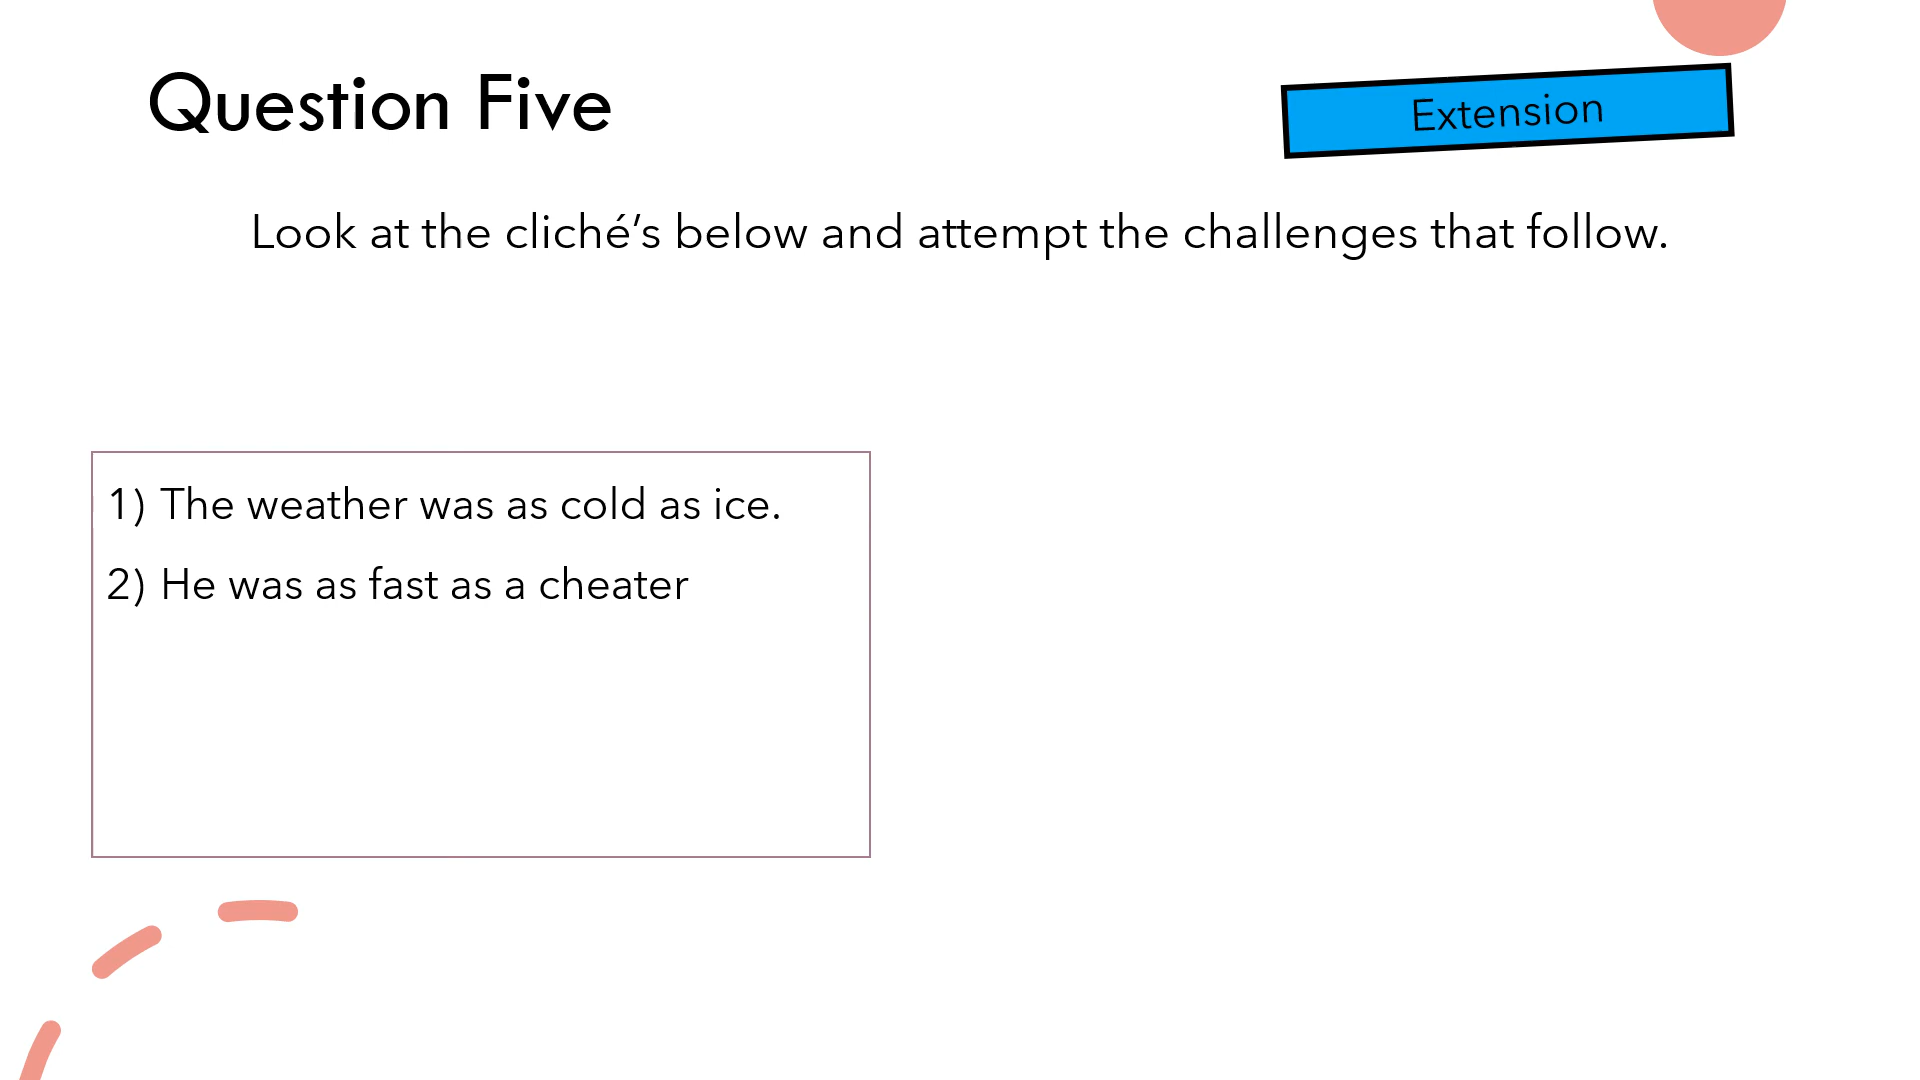 Question Five
Extension
Look at the cliché’s below and attempt the challenges that follow.
1) The weather was as cold as ice.
2) He was as fast as a cheater